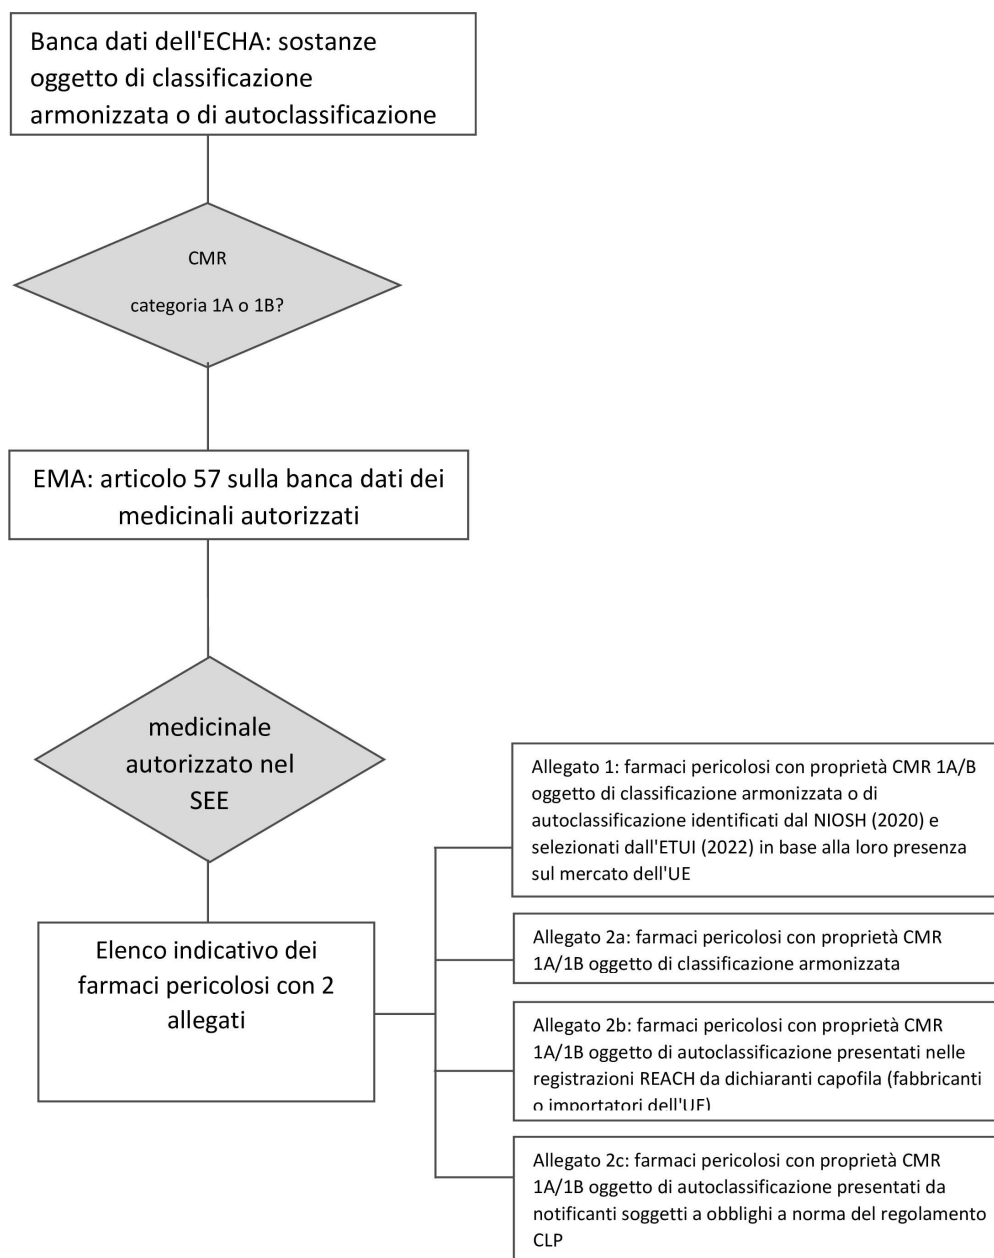 Banca dati dell'ECHA: sostanze
oggetto di classificazione
armonizzata o di autoclassificazione
CMR
categoria 1A o 1B?
EMA: articolo 57 sulla banca dati dei
medicinali autorizzati
medicinale
autorizzato nel
SEE
Elenco indicativo dei
farmaci pericolosi con 2
allegati
Allegato 1: farmaci pericolosi con proprietà CMR 1A/B
oggetto di classificazione armonizzata o di
autoclassificazione identificati dal NIOSH (2020) e
selezionati dall'ETUI (2022) in base alla loro presenza
sul mercato dell'UE
Allegato 2a: farmaci pericolosi con proprietà CMR
1A/1B oggetto di classificazione armonizzata
Allegato 2b: farmaci pericolosi con proprietà CMR
1A/1B oggetto di autoclassificazione presentati nelle
registrazioni REACH da dichiaranti capofila (fabbricanti
o importatori dell'UE)
Allegato 2c: farmaci pericolosi con proprietà CMR
1A/1B oggetto di autoclassificazione presentati da
notificanti soggetti a obblighi a norma del regolamento
CLP